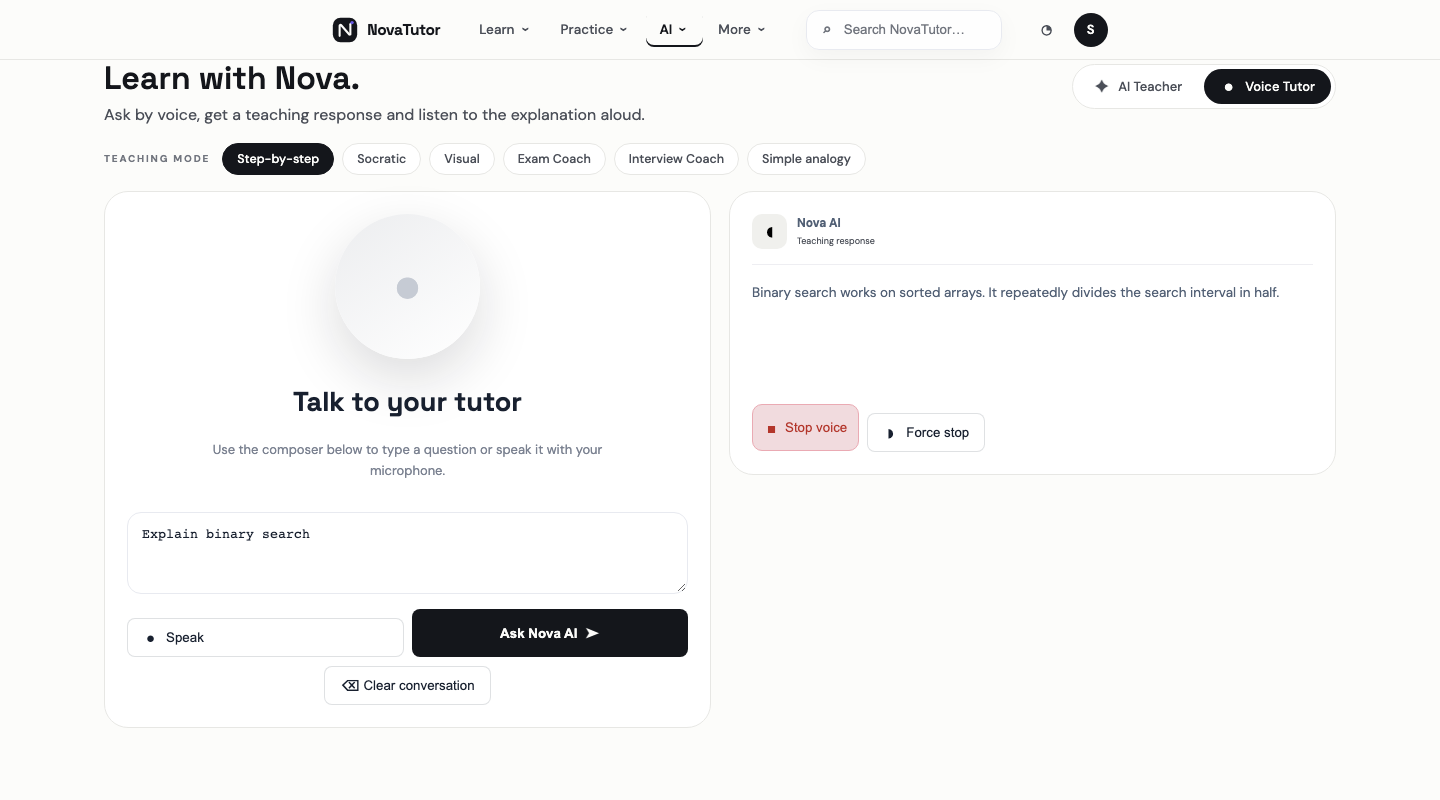 NovaTutor
Learn
Practice
AI
More
Search NovaTutor...
S
Learn with Nova.
Ask by voice, get a teaching response and listen to the explanation aloud.
AI Teacher
Voice Tutor
TEACHING MODE
Step-by-step
Socratic
Visual
Exam Coach
Interview Coach
Simple analogy
Talk to your tutor
Use the composer below to type a question or speak it with your
microphone.
Explain binary search
Speak
Ask Nova AI
Clear conversation
Nova AI
Teaching response
Binary search works on sorted arrays. It repeatedly divides the search interval in half.
Stop voice
Force stop